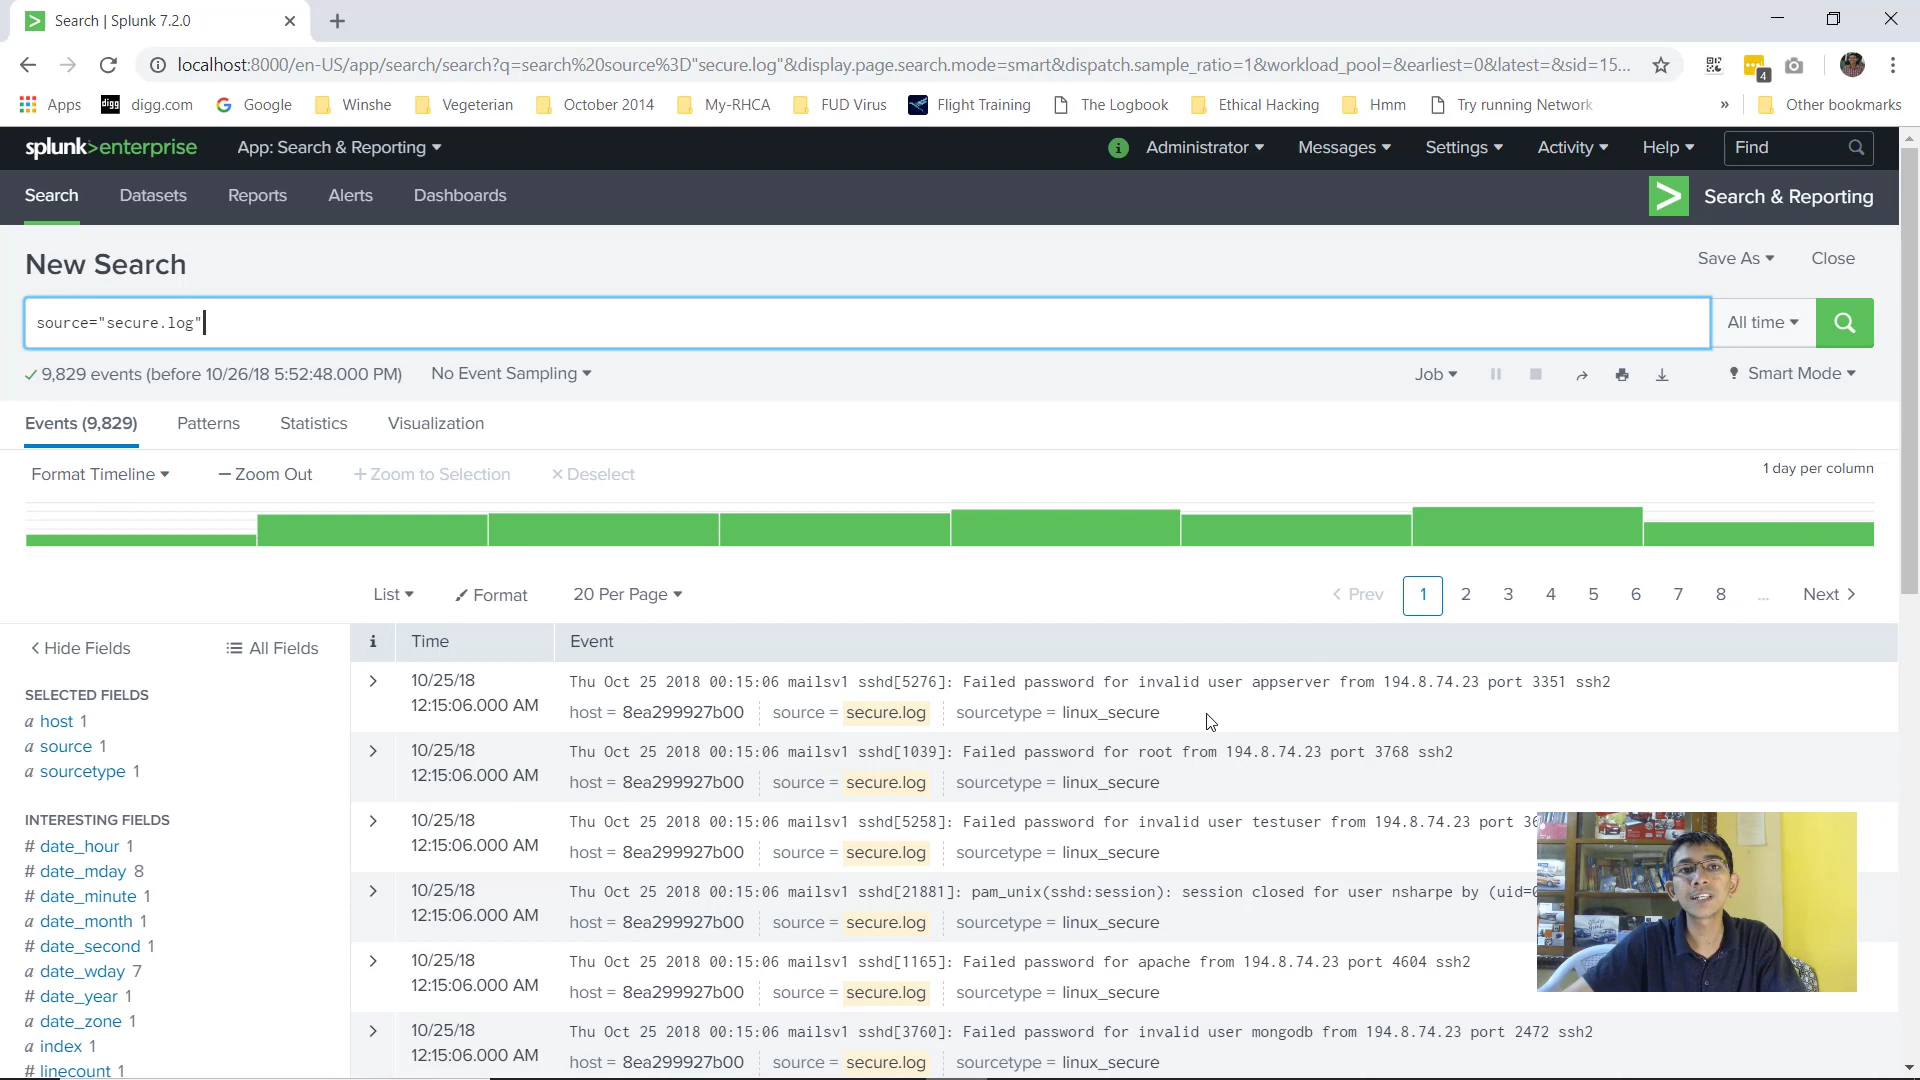 Search | Splunk 7.2.0
localhost:8000/en-US/app/search/search?q=search%20source%3D"secure.log"&display.page.search.mode=smart&dispatch.sample_ratio=1&workload_pool=&earliest=0&latest=&sid=15...
4
Apps digg digg.com Google Winshe Vegeterian October 2014 My-RHCA FUD Virus Flight Training The Logbook Ethical Hacking Hmm Try running Network » Other bookmarks
splunk>enterprise App: Search & Reporting i Administrator Messages Settings Activity Help Find
Search Datasets Reports Alerts Dashboards > Search & Reporting
New Search Save As Close
source="secure.log" All time
9,829 events (before 10/26/18 5:52:48.000 PM) No Event Sampling Job Smart Mode
Events (9,829) Patterns Statistics Visualization
Format Timeline — Zoom Out + Zoom to Selection × Deselect 1 day per column
List Format 20 Per Page < Prev 1 2 3 4 5 6 7 8 ... Next >
< Hide Fields All Fields i Time Event
SELECTED FIELDS
a host 1
a source 1
a sourcetype 1
INTERESTING FIELDS
# date_hour 1
# date_mday 8
# date_minute 1
a date_month 1
# date_second 1
a date_wday 7
# date_year 1
a date_zone 1
a index 1
# linecount 1
> 10/25/18 Thu Oct 25 2018 00:15:06 mailsv1 sshd[5276]: Failed password for invalid user appserver from 194.8.74.23 port 3351 ssh2
12:15:06.000 AM host = 8ea299927b00 source = secure.log sourcetype = linux_secure
> 10/25/18 Thu Oct 25 2018 00:15:06 mailsv1 sshd[1039]: Failed password for root from 194.8.74.23 port 3768 ssh2
12:15:06.000 AM host = 8ea299927b00 source = secure.log sourcetype = linux_secure
> 10/25/18 Thu Oct 25 2018 00:15:06 mailsv1 sshd[5258]: Failed password for invalid user testuser from 194.8.74.23 port
12:15:06.000 AM host = 8ea299927b00 source = secure.log sourcetype = linux_secure
> 10/25/18 Thu Oct 25 2018 00:15:06 mailsv1 sshd[21881]: pam_unix(sshd:session): session closed for user nsharpe by
12:15:06.000 AM host = 8ea299927b00 source = secure.log sourcetype = linux_secure
> 10/25/18 Thu Oct 25 2018 00:15:06 mailsv1 sshd[1165]: Failed password for apache from 194.8.74.23 port 4604 ssh2
12:15:06.000 AM host = 8ea299927b00 source = secure.log sourcetype = linux_secure
> 10/25/18 Thu Oct 25 2018 00:15:06 mailsv1 sshd[3760]: Failed password for invalid user mongodb from 194.8.74.23 port 2472 ssh2
12:15:06.000 AM host = 8ea299927b00 source = secure.log sourcetype = linux_secure